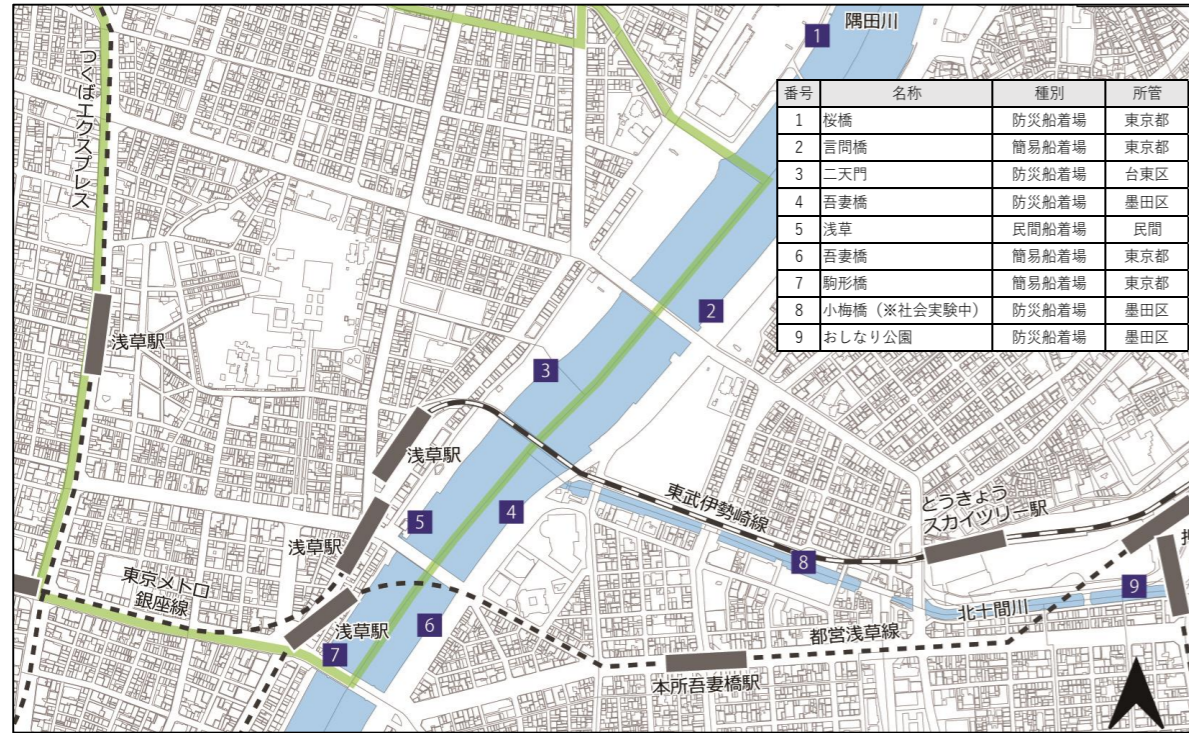 隅田川
1
番号 名称 種別 所管
1 桜橋 防災船着場 東京都
2 言問橋 簡易船着場 東京都
3 二天門 防災船着場 台東区
4 吾妻橋 防災船着場 墨田区
5 浅草 民間船着場 民間
6 吾妻橋 簡易船着場 東京都
7 駒形橋 簡易船着場 東京都
8 小梅橋（※社会実験中） 防災船着場 墨田区
9 おしなり公園 防災船着場 墨田区
つくばエクスプレス
浅草駅
2
3
浅草駅
東武伊勢崎線
とうきょう
スカイツリー駅
4
5
浅草駅
8
9
北十間川
東京メトロ
銀座線
浅草駅
6
都営浅草線
7
本所吾妻橋駅